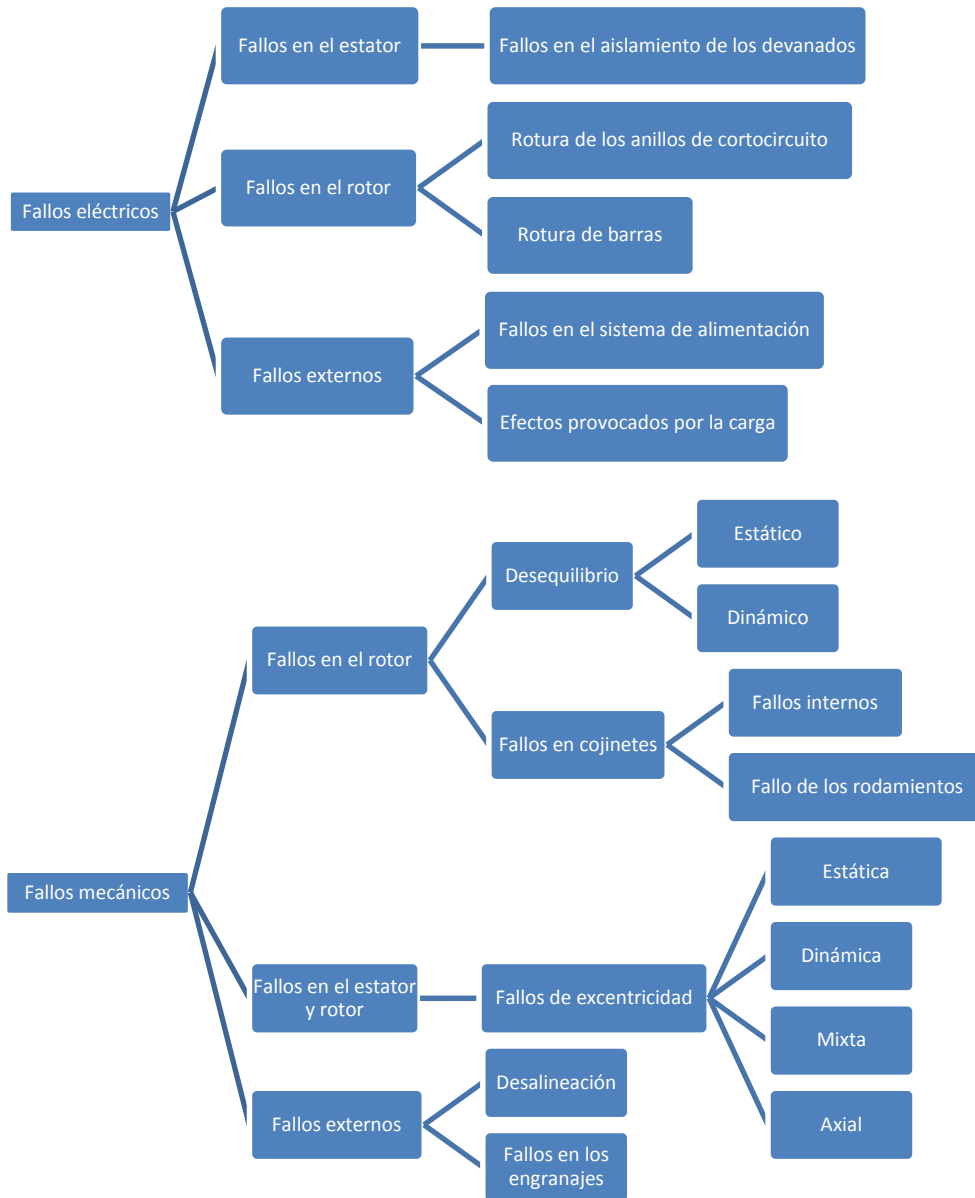 Fallos en el estator
Fallos en el aislamiento de los devanados
Rotura de los anillos de cortocircuito
Fallos en el rotor
Fallos eléctricos
Rotura de barras
Fallos en el sistema de alimentación
Fallos externos
Efectos provocados por la carga
Estático
Desequilibrio
Dinámico
Fallos en el rotor
Fallos internos
Fallos en cojinetes
Fallo de los rodamientos
Estática
Fallos mecánicos
Dinámica
Fallos en el estator
y rotor
Fallos de excentricidad
Mixta
Desalineación
Fallos externos
Axial
Fallos en los
engranajes